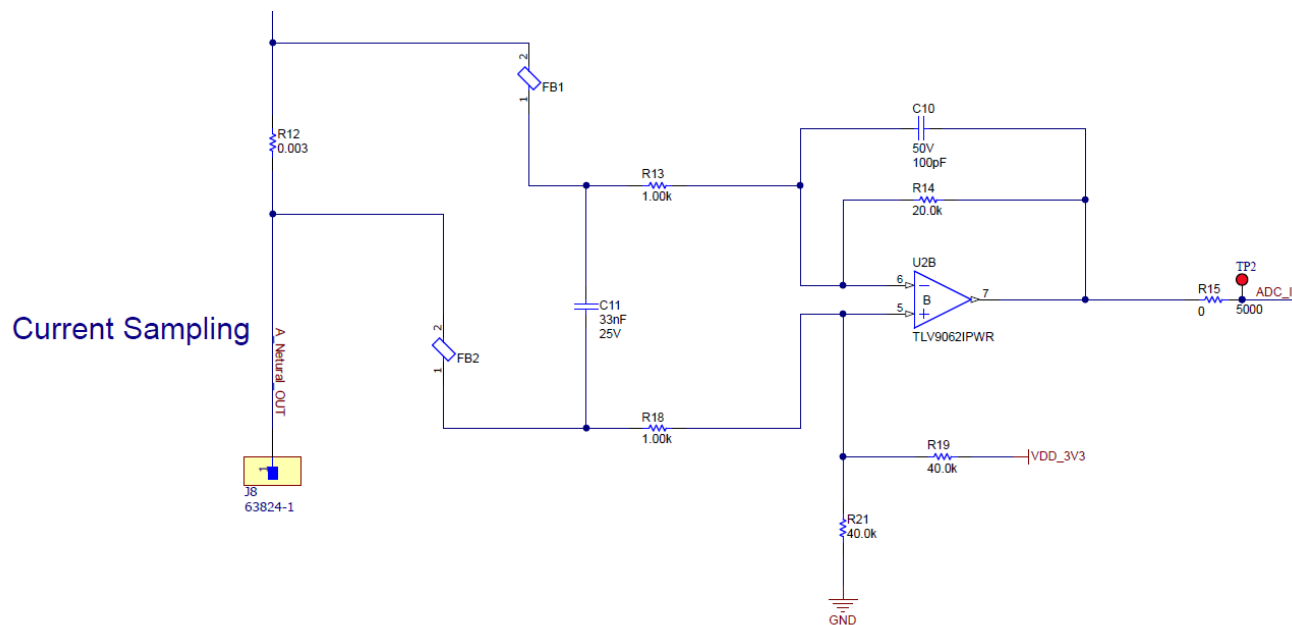 2
1
FB1
R12
0.003
C10
50V
100pF
R13
1.00k
R14
20.0k
U2B
6
B
7
5
TLV9062IPWR
TP2
R15
0
5000
ADC_I
C11
33nF
25V
Current Sampling
A_Netural_OUT
2
1
FB2
R18
1.00k
R19
40.0k
VDD_3V3
1
J8
63824-1
R21
40.0k
GND